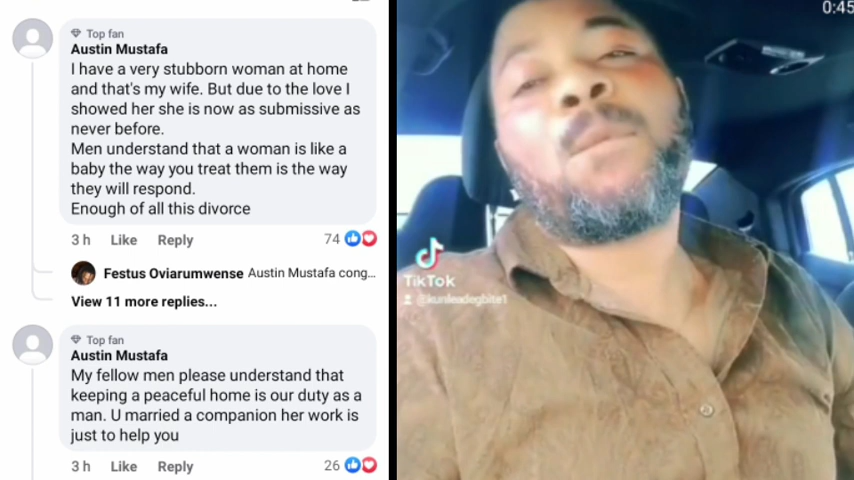 Top fan
Austin Mustafa
I have a very stubborn woman at home
and that's my wife. But due to the love I
showed her she is now as submissive as
never before.
Men understand that a woman is like a
baby the way you treat them is the way
they will respond.
Enough of all this divorce
3 h Like Reply 74
Festus Oviarumwense Austin Mustafa cong...
View 11 more replies...
Top fan
Austin Mustafa
My fellow men please understand that
keeping a peaceful home is our duty as a
man. U married a companion her work is
just to help you
3 h Like Reply 26
0:45
TikTok
@kunleadegbite1